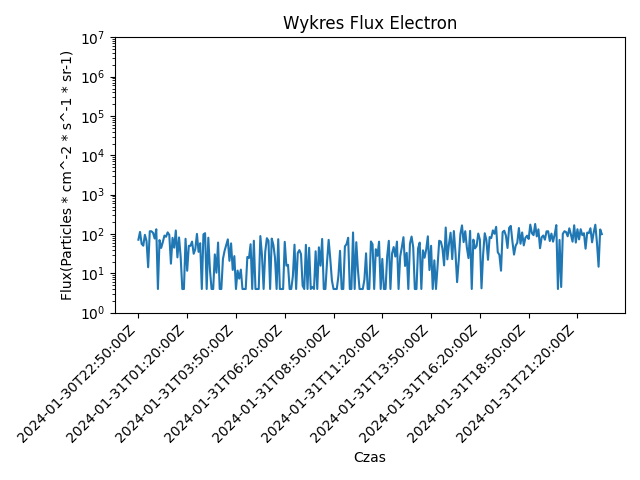 Wykres Flux Electron
Flux(Particles * cm^-2 * s^-1 * sr-1)
10^7
10^6
10^5
10^4
10^3
10^2
10^1
10^0
2024-01-30T22:50:00Z
2024-01-31T01:20:00Z
2024-01-31T03:50:00Z
2024-01-31T06:20:00Z
2024-01-31T08:50:00Z
2024-01-31T11:20:00Z
2024-01-31T13:50:00Z
2024-01-31T16:20:00Z
2024-01-31T18:50:00Z
2024-01-31T21:20:00Z
Czas